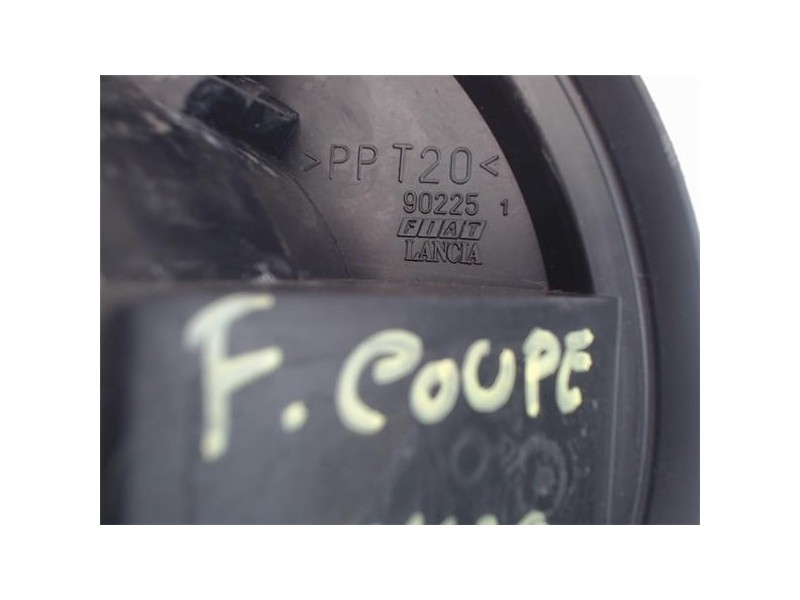 >PP T20<
90225 1
FIAT
LANCIA
F. COUPE